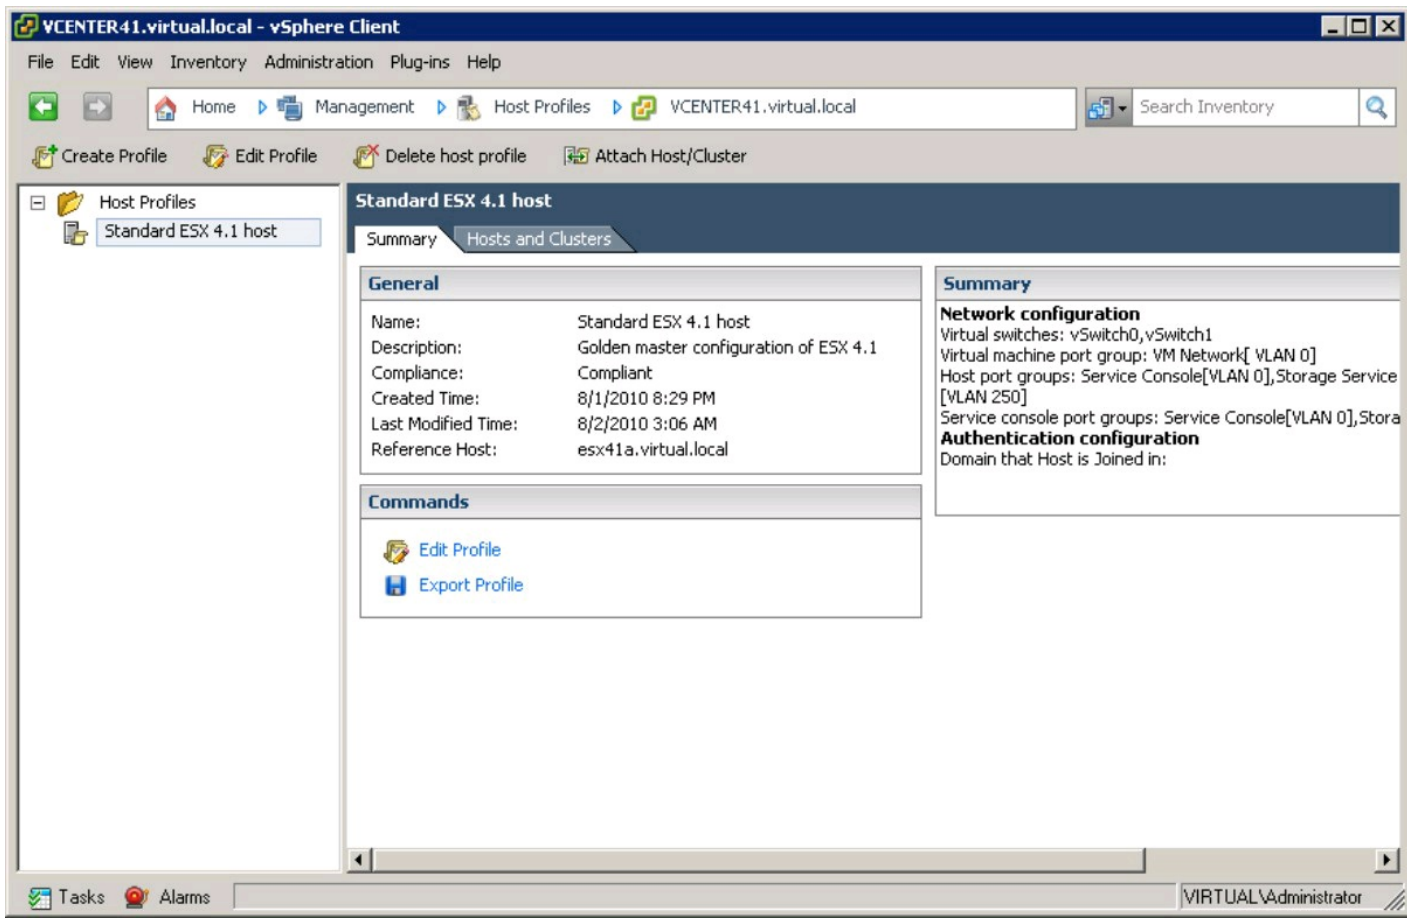 VCENTER41.virtual.local - vSphere Client
File Edit View Inventory Administration Plug-ins Help
Home Management Host Profiles VCENTER41.virtual.local Search Inventory
Create Profile Edit Profile Delete host profile Attach Host/Cluster
Host Profiles
Standard ESX 4.1 host
Standard ESX 4.1 host
Summary Hosts and Clusters
General
Name: Standard ESX 4.1 host
Description: Golden master configuration of ESX 4.1
Compliance: Compliant
Created Time: 8/1/2010 8:29 PM
Last Modified Time: 8/2/2010 3:06 AM
Reference Host: esx41a.virtual.local
Commands
Edit Profile
Export Profile
Summary
Network configuration
Virtual switches: vSwitch0,vSwitch1
Virtual machine port group: VM Network[ VLAN 0]
Host port groups: Service Console[VLAN 0],Storage Service
[VLAN 250]
Service console port groups: Service Console[VLAN 0],Stora
Authentication configuration
Domain that Host is Joined in:
Tasks Alarms VIRTUAL\Administrator